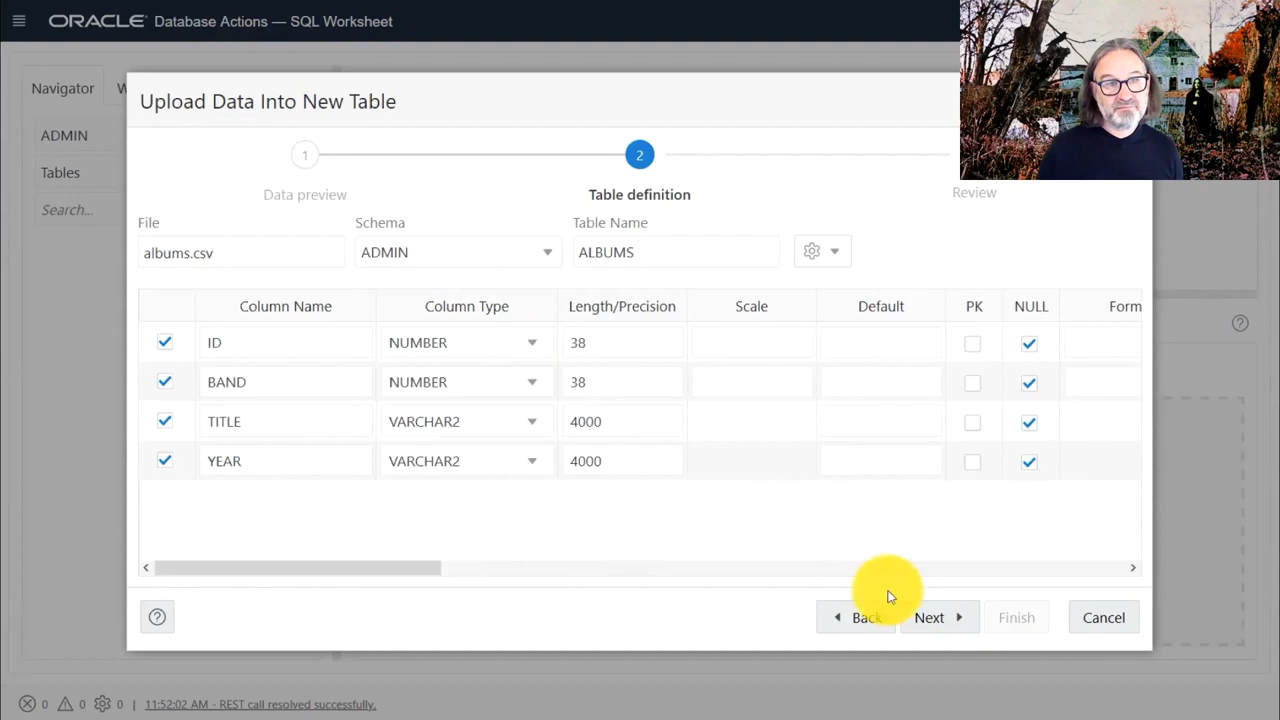 ORACLE Database Actions — SQL Worksheet
Navigator W
ADMIN
Tables
Search...
Upload Data Into New Table
1 2
Data preview Table definition Review
File Schema Table Name
albums.csv ADMIN ALBUMS
Column Name Column Type Length/Precision Scale Default PK NULL Form
ID NUMBER 38
BAND NUMBER 38
TITLE VARCHAR2 4000
YEAR VARCHAR2 4000
Back Next Finish Cancel
0 0 0 | 11:52:02 AM - REST call resolved successfully.